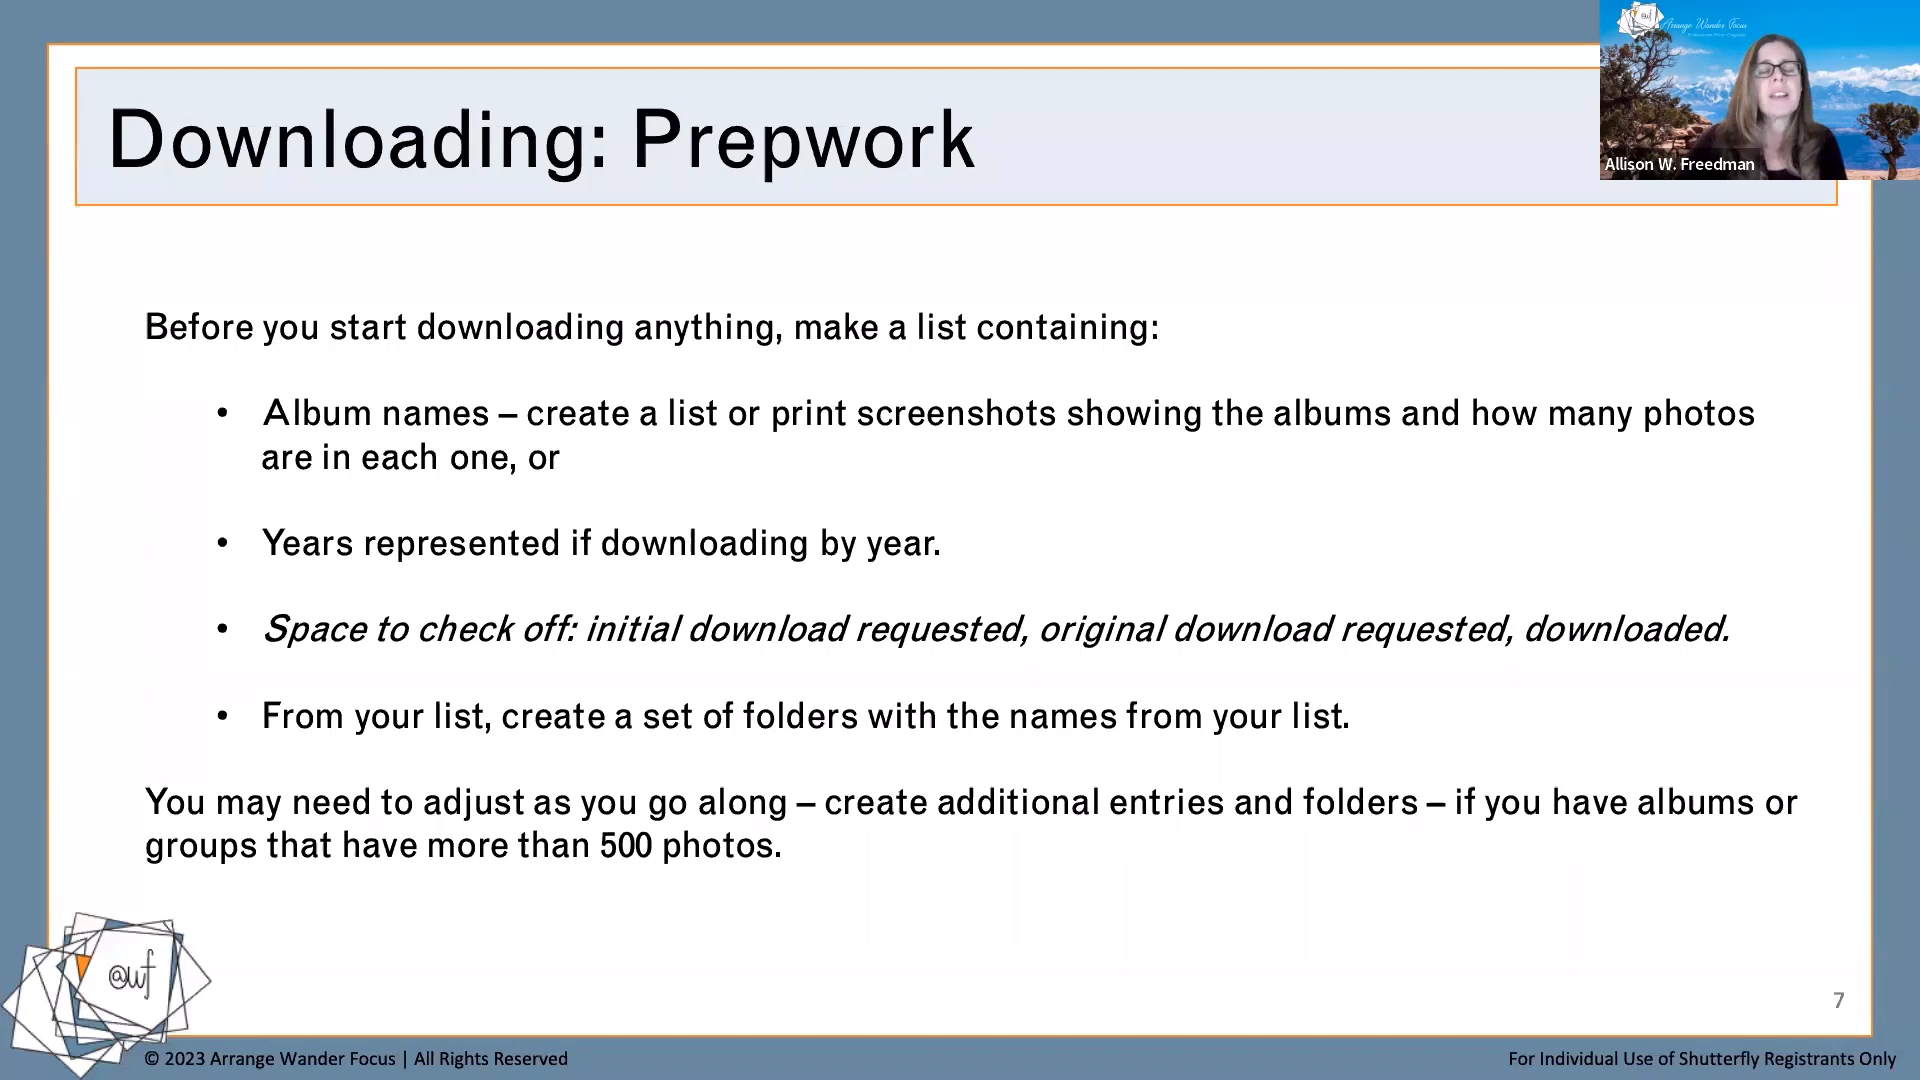 Arrange Wander Focus
Downloading: Prepwork
Allison W. Freedman
Before you start downloading anything, make a list containing:
• Album names – create a list or print screenshots showing the albums and how many photos
are in each one, or
• Years represented if downloading by year.
• Space to check off: initial download requested, original download requested, downloaded.
• From your list, create a set of folders with the names from your list.
You may need to adjust as you go along – create additional entries and folders – if you have albums or
groups that have more than 500 photos.
@wf
7
© 2023 Arrange Wander Focus | All Rights Reserved
For Individual Use of Shutterfly Registrants Only